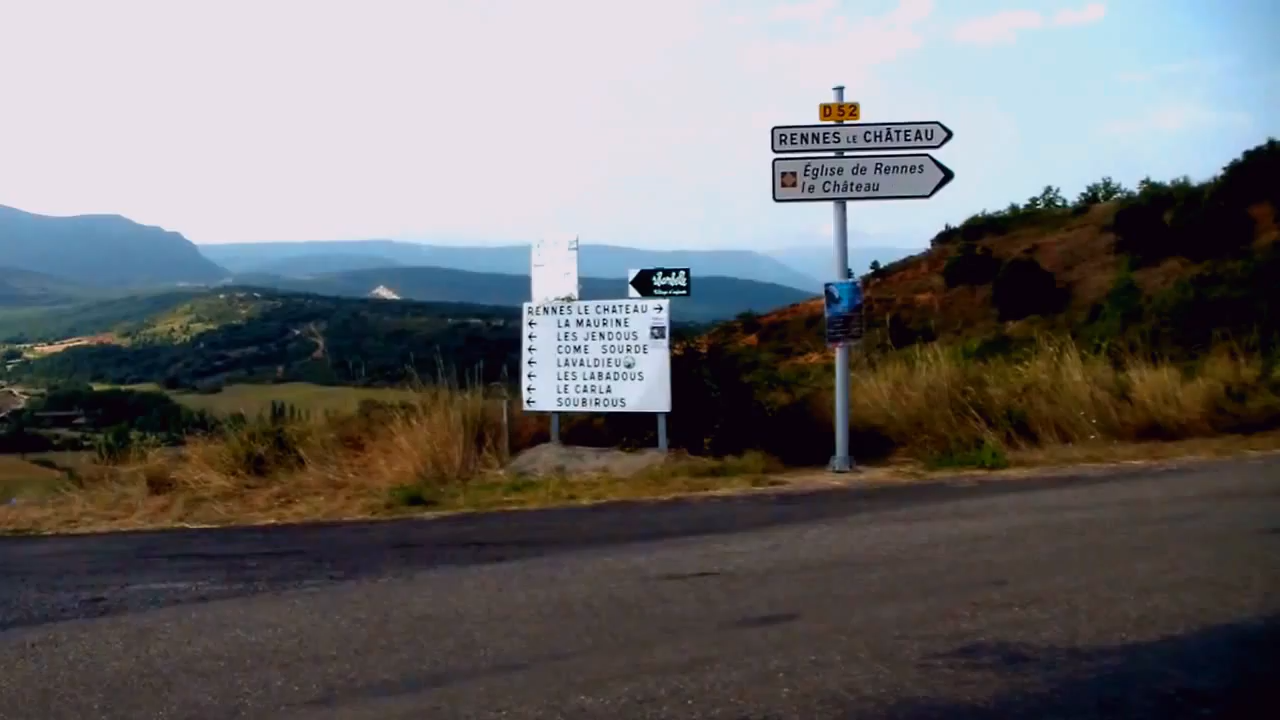 D 52
RENNES LE CHÂTEAU
Église de Rennes
le Château
RENNES LE CHATEAU →
← LA MAURINE
← LES JENDOUS
← COME SOURDE
← LAVALDIEU
← LES LABADOUS
← LE CARLA
← SOUBIROUS